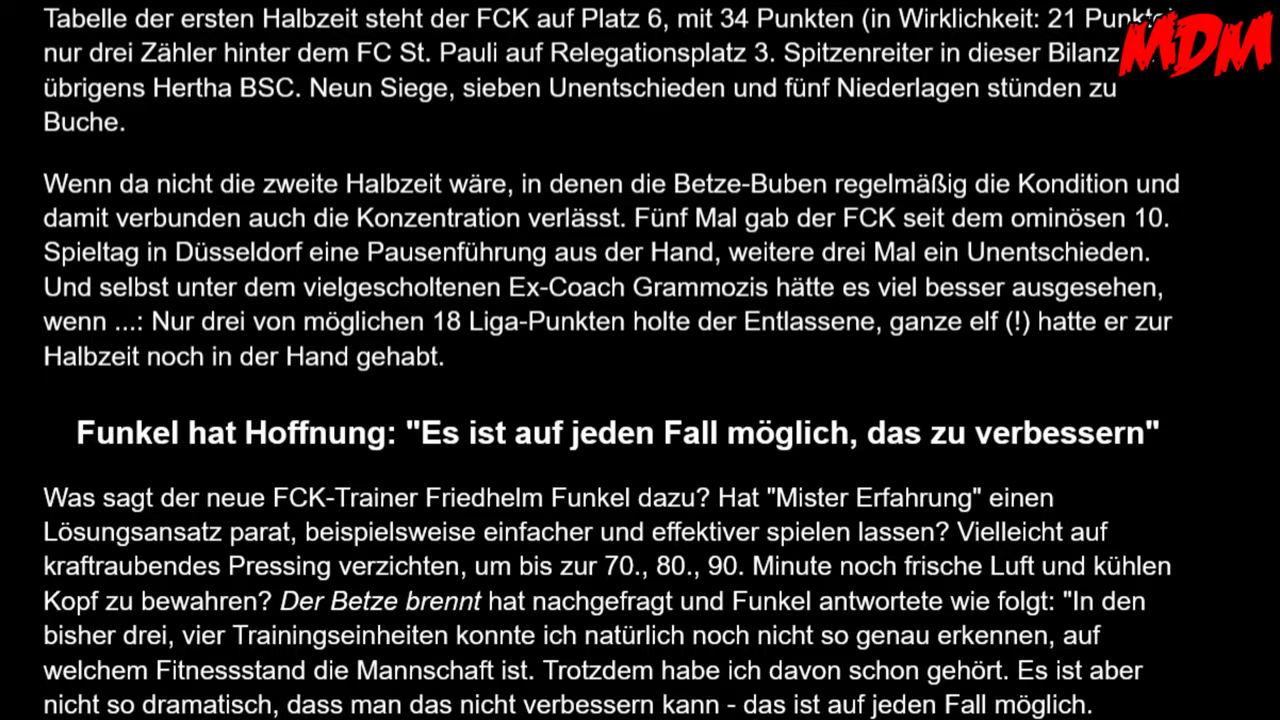 Tabelle der ersten Halbzeit steht der FCK auf Platz 6, mit 34 Punkten (in Wirklichkeit: 21 Punkte)
MDM
nur drei Zähler hinter dem FC St. Pauli auf Relegationsplatz 3. Spitzenreiter in dieser Bilanz
übrigens Hertha BSC. Neun Siege, sieben Unentschieden und fünf Niederlagen stünden zu
Buche.
Wenn da nicht die zweite Halbzeit wäre, in denen die Betze-Buben regelmäßig die Kondition und
damit verbunden auch die Konzentration verlässt. Fünf Mal gab der FCK seit dem ominösen 10.
Spieltag in Düsseldorf eine Pausenführung aus der Hand, weitere drei Mal ein Unentschieden.
Und selbst unter dem vielgescholtenen Ex-Coach Grammozis hätte es viel besser ausgesehen,
wenn ...: Nur drei von möglichen 18 Liga-Punkten holte der Entlassene, ganze elf (!) hatte er zur
Halbzeit noch in der Hand gehabt.
Funkel hat Hoffnung: "Es ist auf jeden Fall möglich, das zu verbessern"
Was sagt der neue FCK-Trainer Friedhelm Funkel dazu? Hat "Mister Erfahrung" einen
Lösungsansatz parat, beispielsweise einfacher und effektiver spielen lassen? Vielleicht auf
kraftraubendes Pressing verzichten, um bis zur 70., 80., 90. Minute noch frische Luft und kühlen
Kopf zu bewahren? Der Betze brennt hat nachgefragt und Funkel antwortete wie folgt: "In den
bisher drei, vier Trainingseinheiten konnte ich natürlich noch nicht so genau erkennen, auf
welchem Fitnessstand die Mannschaft ist. Trotzdem habe ich davon schon gehört. Es ist aber
nicht so dramatisch, dass man das nicht verbessern kann - das ist auf jeden Fall möglich.